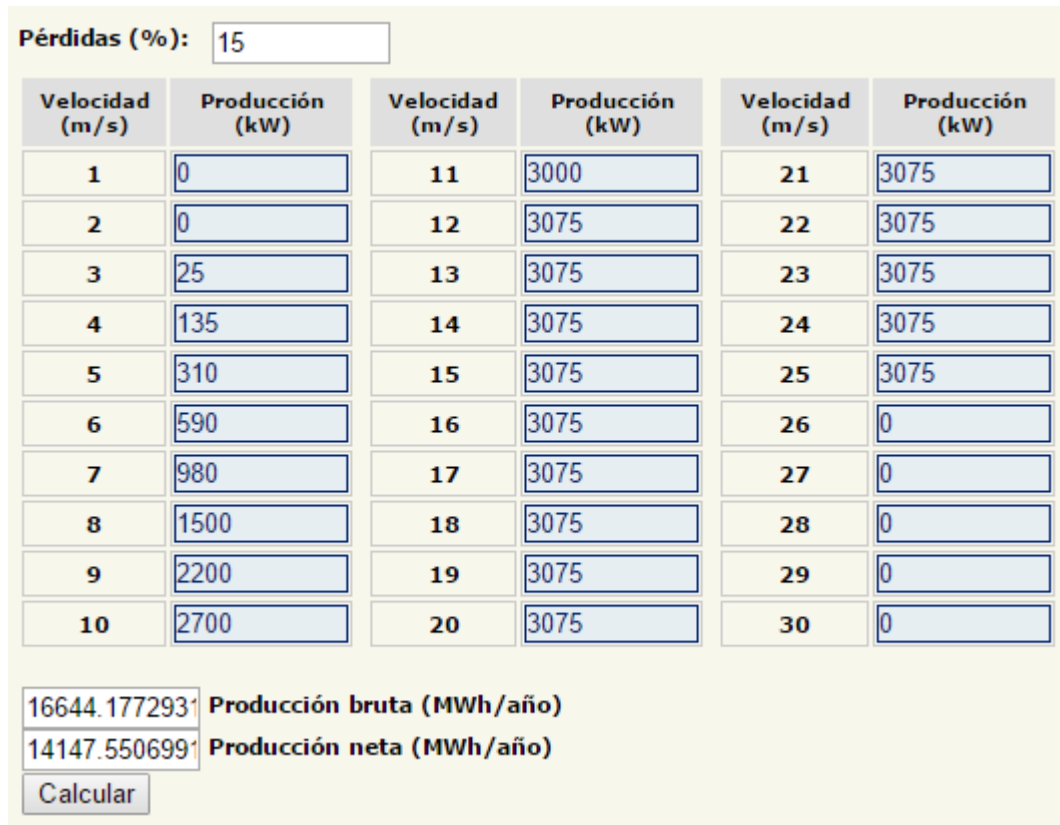 Pérdidas (%): 15
Velocidad (m/s) Producción (kW) Velocidad (m/s) Producción (kW) Velocidad (m/s) Producción (kW)
1 0 11 3000 21 3075
2 0 12 3075 22 3075
3 25 13 3075 23 3075
4 135 14 3075 24 3075
5 310 15 3075 25 3075
6 590 16 3075 26 0
7 980 17 3075 27 0
8 1500 18 3075 28 0
9 2200 19 3075 29 0
10 2700 20 3075 30 0
16644.1772931 Producción bruta (MWh/año)
14147.5506991 Producción neta (MWh/año)
Calcular